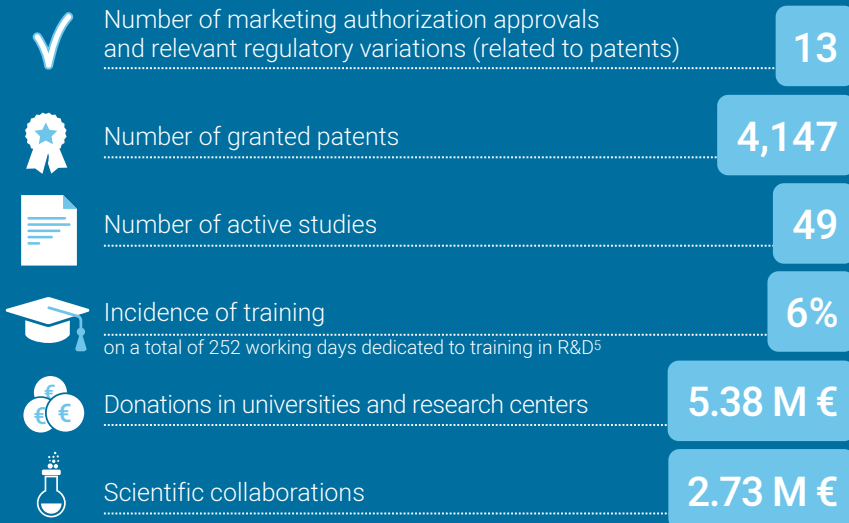 Number of marketing authorization approvals
and relevant regulatory variations (related to patents)
13
Number of granted patents
4,147
Number of active studies
49
Incidence of training
6%
on a total of 252 working days dedicated to training in R&D⁵
€
€
€
Donations in universities and research centers
5.38 M €
Scientific collaborations
2.73 M €